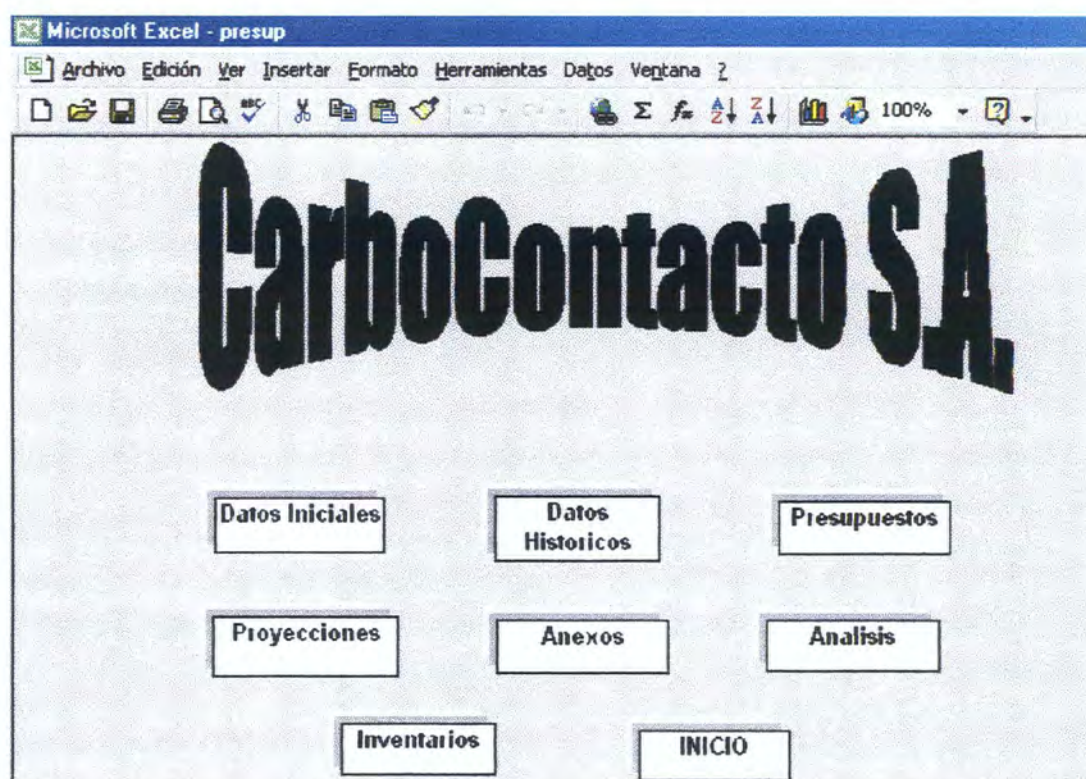 Microsoft Excel - presup
Archivo Edición Ver Insertar Formato Herramientas Datos Ventana ?
100%
CarboContacto S.A.
Datos Iniciales
Datos
Historicos
Presupuestos
Proyecciones
Anexos
Analisis
Inventarios
INICIO